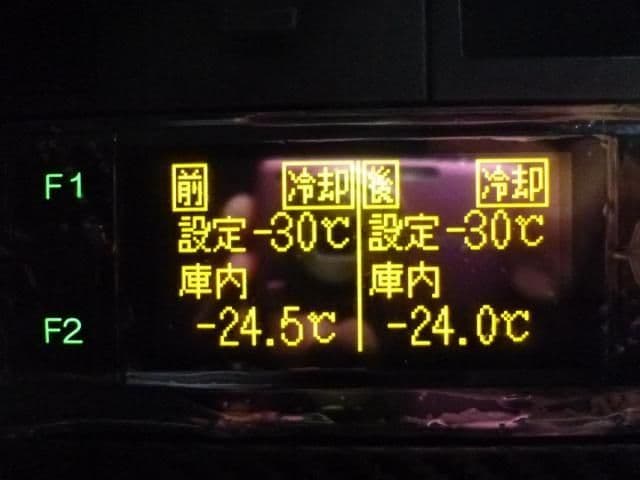 F1
前 冷却 後 冷却
設定-30℃ 設定-30℃
庫内 庫内
F2 -24.5℃ -24.0℃